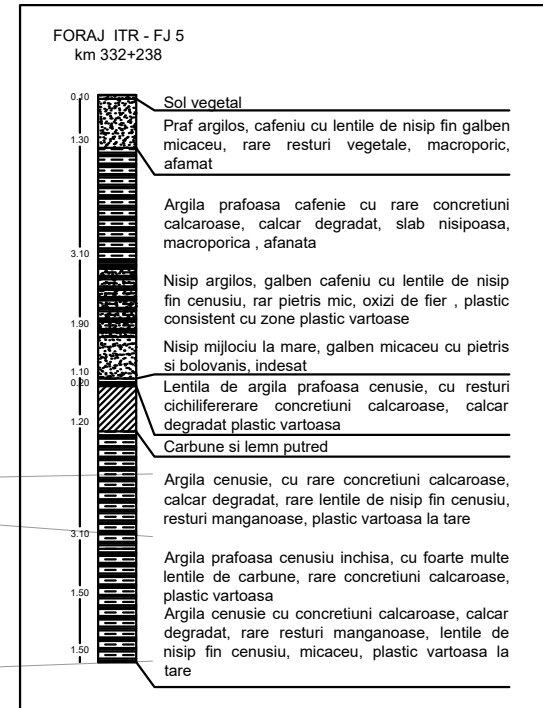 FORAJ ITR - FJ 5
km 332+238
0.10
Sol vegetal
Praf argilos, cafeniu cu lentile de nisip fin galben
micaceu, rare resturi vegetale, macroporic,
afamat
1.30
Argila prafoasa cafenie cu rare concretiuni
calcaroase, calcar degradat, slab nisipoasa,
macroporica , afanata
3.10
Nisip argilos, galben cafeniu cu lentile de nisip
fin cenusiu, rar pietris mic, oxizi de fier , plastic
consistent cu zone plastic vartoase
1.90
Nisip mijlociu la mare, galben micaceu cu pietris
si bolovanis, indesat
1.10
0.20
Lentila de argila prafoasa cenusie, cu resturi
cichilifererare concretiuni calcaroase, calcar
degradat plastic vartoasa
1.20
Carbune si lemn putred
Argila cenusie, cu rare concretiuni calcaroase,
calcar degradat, rare lentile de nisip fin cenusiu,
resturi manganoase, plastic vartoasa la tare
3.10
Argila prafoasa cenusiu inchisa, cu foarte multe
lentile de carbune, rare concretiuni calcaroase,
plastic vartoasa
1.50
Argila cenusie cu concretiuni calcaroase, calcar
degradat, rare resturi manganoase, lentile de
nisip fin cenusiu, micaceu, plastic vartoasa la
tare
1.50